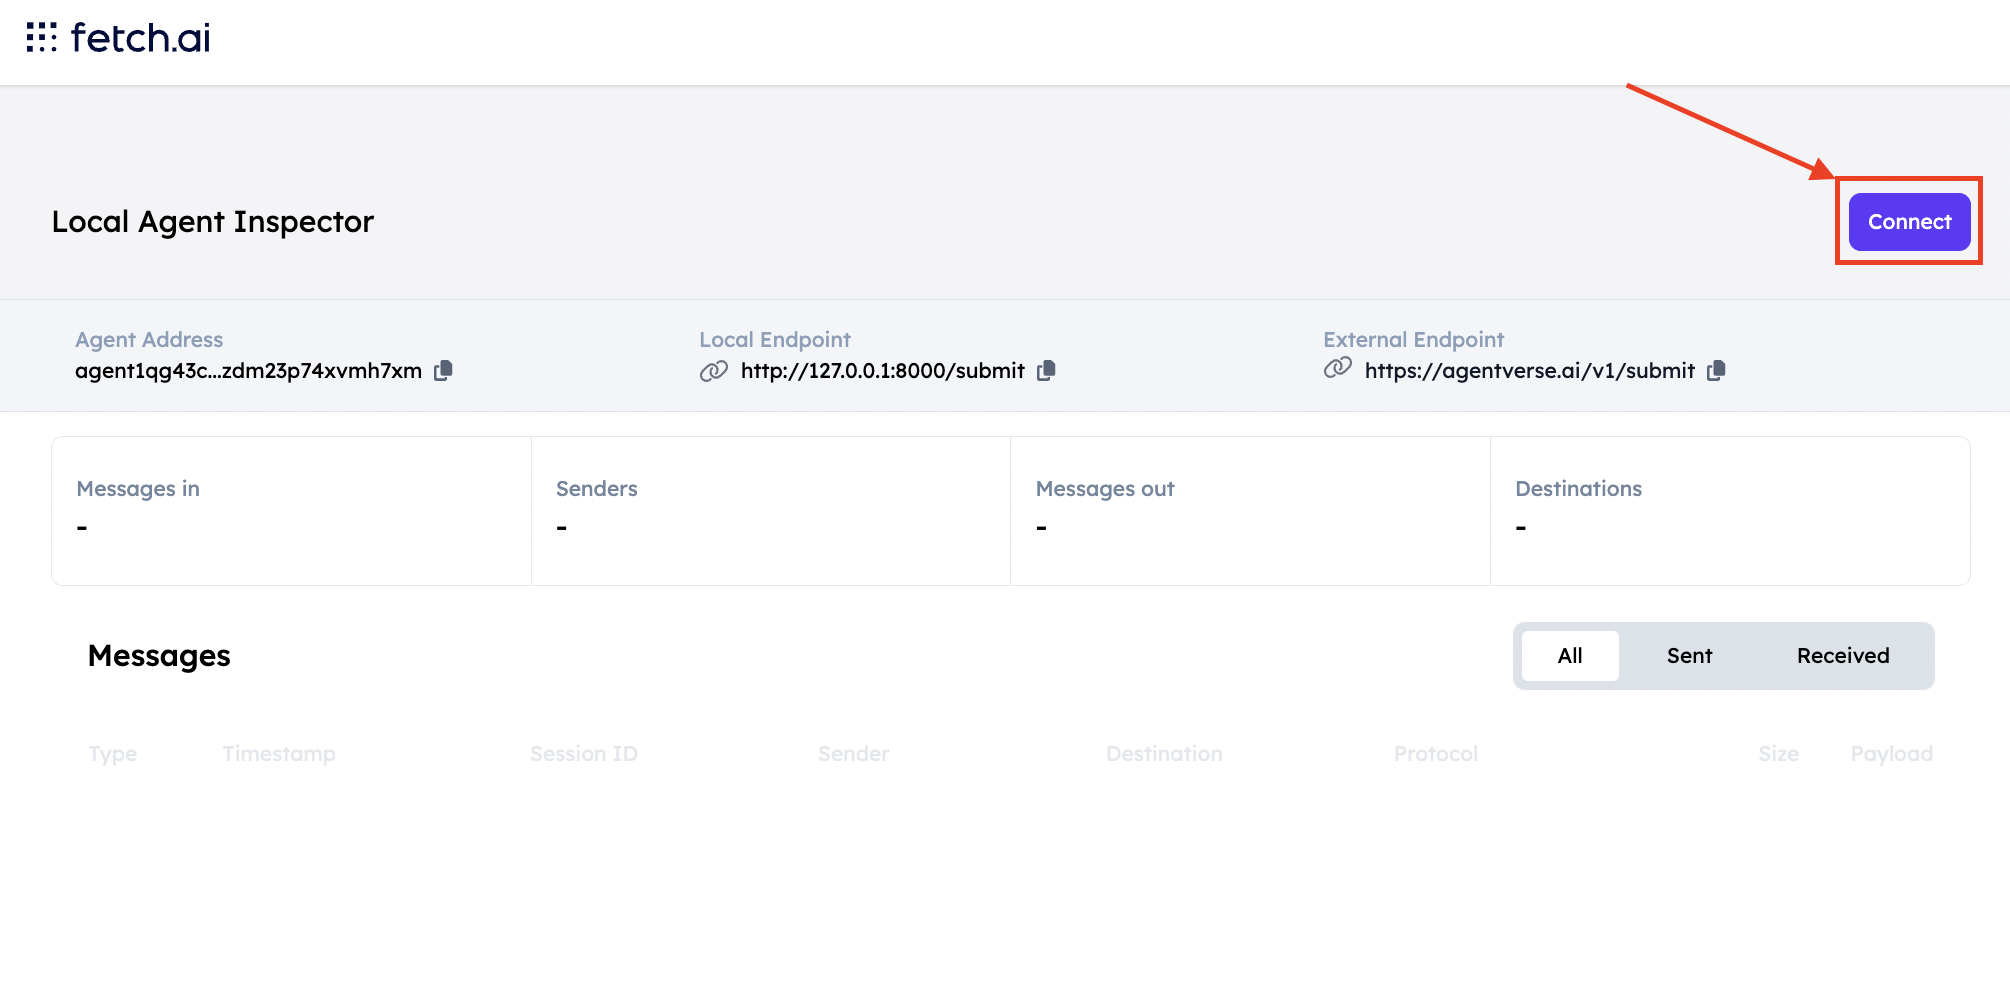 fetch.ai
Local Agent Inspector
Connect
Agent Address
agent1qg43c...zdm23p74xvmh7xm
Local Endpoint
http://127.0.0.1:8000/submit
External Endpoint
https://agentverse.ai/v1/submit
Messages in
-
Senders
-
Messages out
-
Destinations
-
Messages
All Sent Received
Type Timestamp Session ID Sender Destination Protocol Size Payload